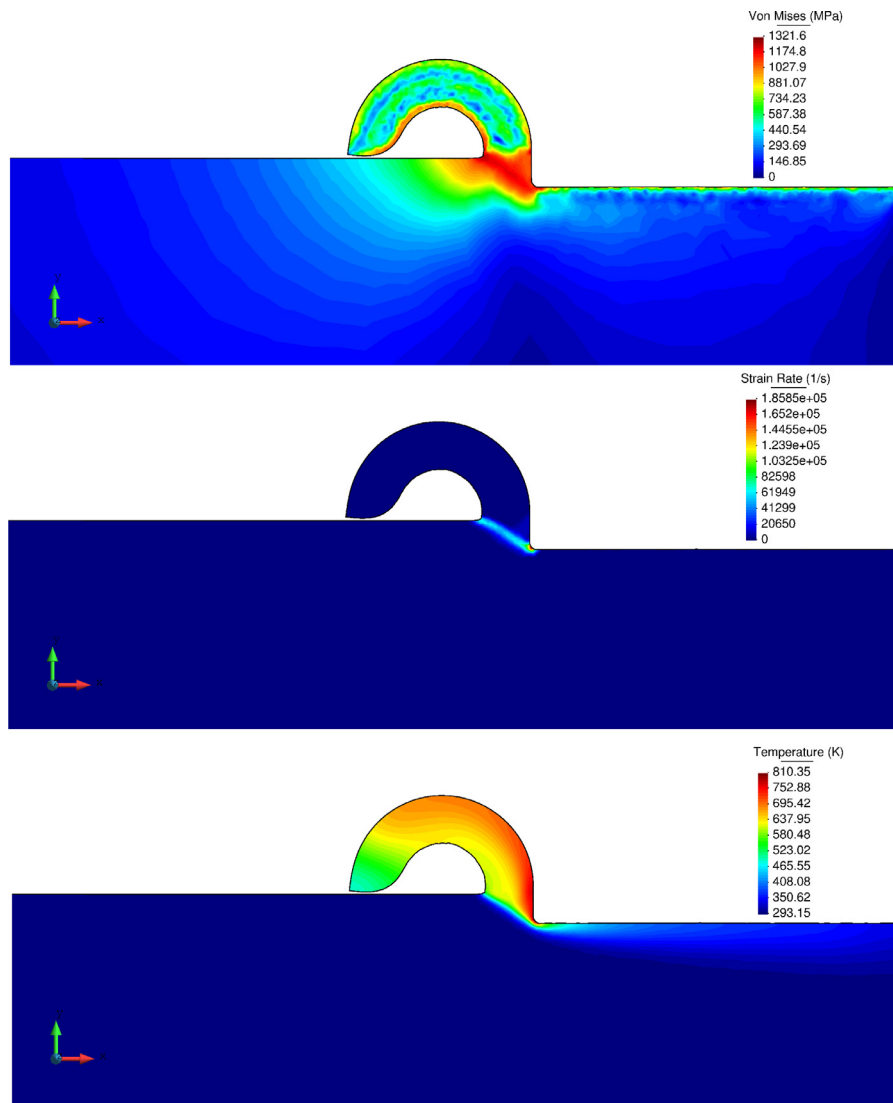 Von Mises (MPa)
1321.6
1174.8
1027.9
881.07
734.23
587.38
440.54
293.69
146.85
0
Y
X
Strain Rate (1/s)
1.8585e+05
1.652e+05
1.4455e+05
1.239e+05
1.0325e+05
82598
61949
41299
20650
0
X
Temperature (K)
810.35
752.88
695.42
637.95
580.48
523.02
465.55
408.08
350.62
293.15
Y
X